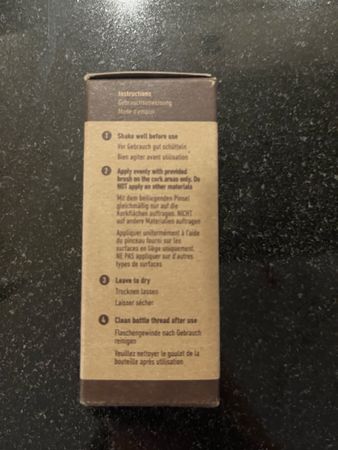 Instructions
Gebrauchsanweisung
Mode d'emploi
1 Shake well before use
Vor Gebrauch gut schütteln
Bien agiter avant utilisation
2 Apply evenly with provided
brush on the cork areas only. Do
NOT apply on other materials
Mit dem beiliegenden Pinsel
gleichmäßig nur auf die
Korkflächen auftragen. NICHT
auf andere Materialien auftragen
Appliquer uniformément à l'aide
du pinceau fourni sur les
surfaces en liège uniquement.
NE PAS appliquer sur d'autres
types de surfaces
3 Leave to dry
Trocknen lassen
Laisser sécher
4 Clean bottle thread after use
Flaschengewinde nach Gebrauch
reinigen
Veuillez nettoyer le goulot de la
bouteille après utilisation